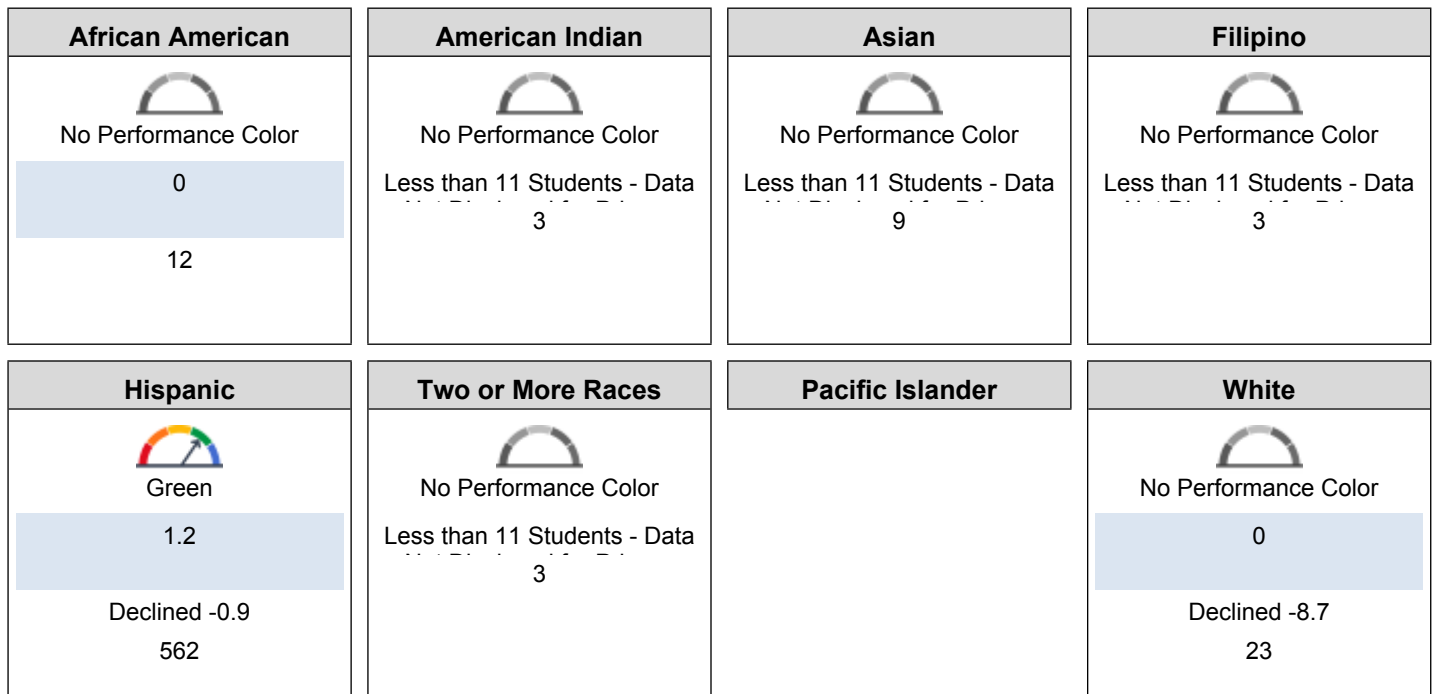 African American
No Performance Color
0
12
American Indian
No Performance Color
Less than 11 Students - Data
3
Asian
No Performance Color
Less than 11 Students - Data
9
Filipino
No Performance Color
Less than 11 Students - Data
3
Hispanic
Green
1.2
Declined -0.9
562
Two or More Races
No Performance Color
Less than 11 Students - Data
3
Pacific Islander
White
No Performance Color
0
Declined -8.7
23